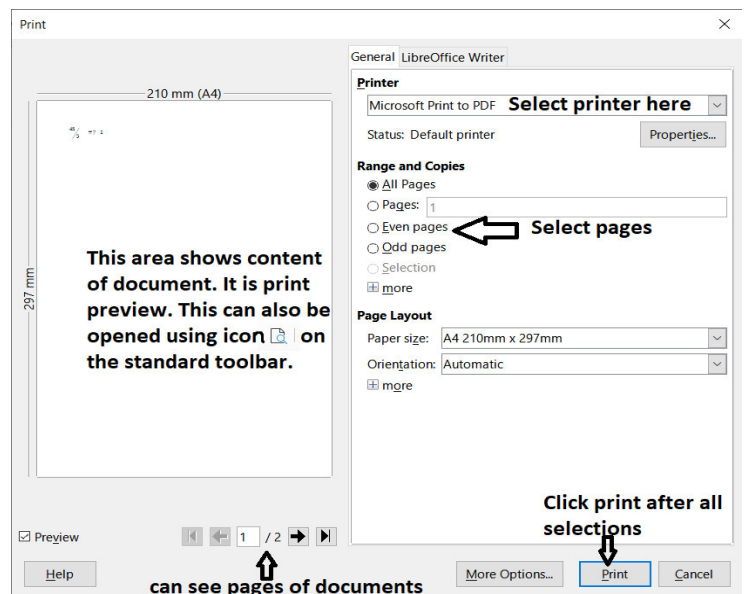 Print
General LibreOffice Writer
210 mm (A4)
297 mm
This area shows content
of document. It is print
preview. This can also be
opened using icon on
the standard toolbar.
Printer
Microsoft Print to PDF Select printer here
Status: Default printer Properties...
Range and Copies
All Pages
Pages: 1
Even pages Select pages
Odd pages
Selection
more
Page Layout
Paper size: A4 210mm x 297mm
Orientation: Automatic
more
Click print after all
selections
Preview 1 / 2
can see pages of documents
Help More Options... Print Cancel